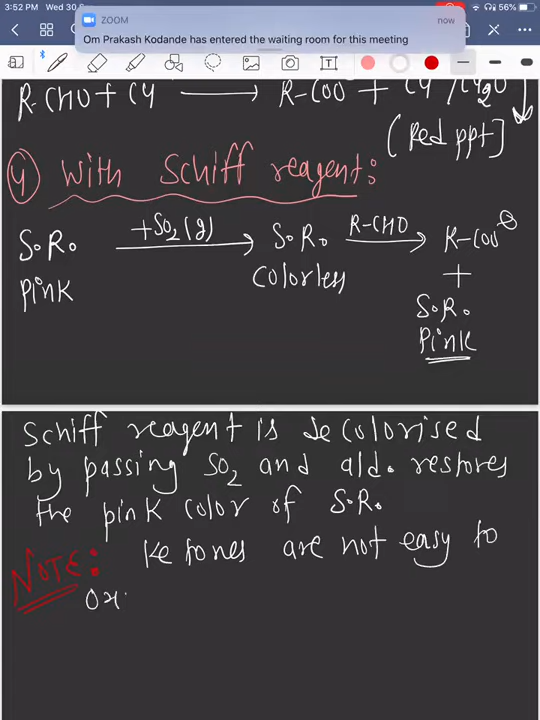 3:52 PM Wed 30
56%
ZOOM
now
Om Prakash Kodande has entered the waiting room for this meeting
R-CHO + Cu → R-COO + Cu / Cu2O
(Red ppt)
4) With Schiff reagent:
S.R. +SO2(g) → S.R. R-CHO → R-COO⊖
Pink colorless +
S.R.
Pink
Schiff reagent is decolorised
by passing SO2 and ald. restores
the pink color of S.R.
NOTE: Ketones are not easy to
Oxi